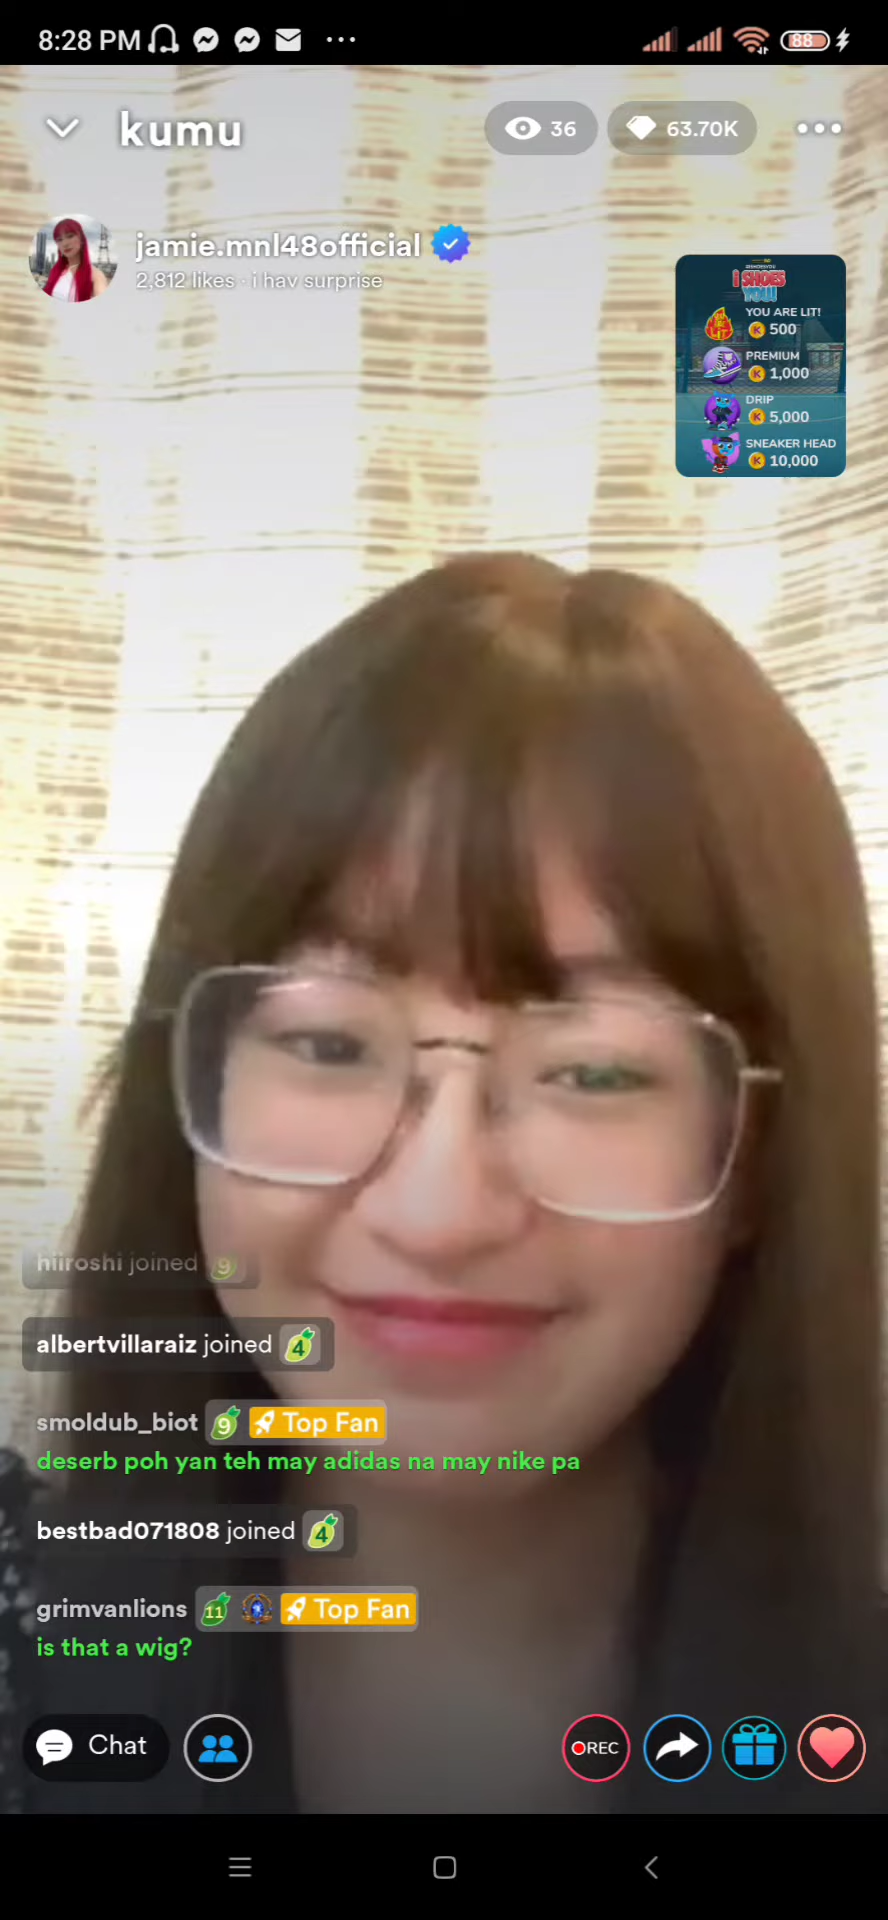 8:28 PM
88
kumu
36
63.70K
jamie.mnl48official
2,812 likes · i hav surprise
i SHOES
YOU!
YOU ARE LIT!
500
PREMIUM
1,000
DRIP
5,000
SNEAKER HEAD
10,000
hiiroshi joined 9
albertvillaraiz joined 4
smoldub_biot 9 Top Fan
deserb poh yan teh may adidas na may nike pa
bestbad071808 joined 4
grimvanlions 11 Top Fan
is that a wig?
Chat
REC